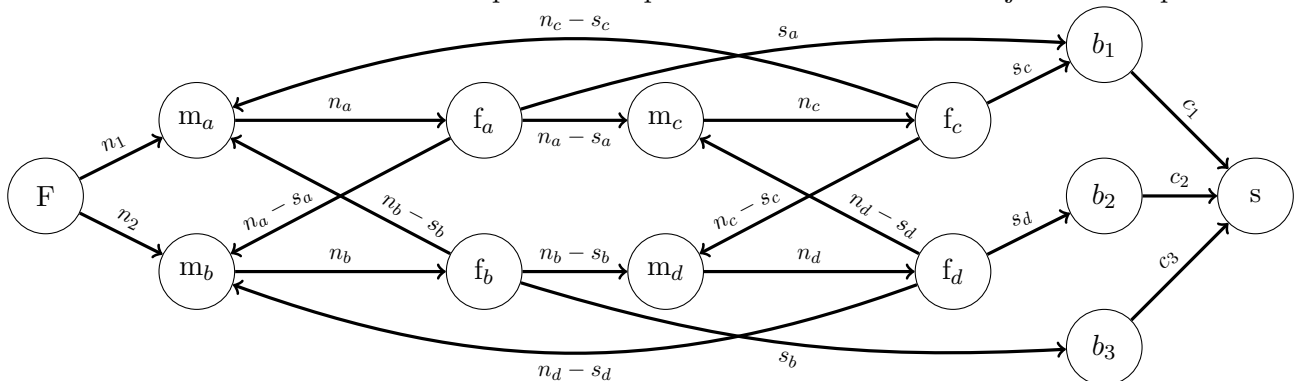 n_c − s_c
s_a
b_1
s_c
m_a
n_a
f_a
n_a − s_a
m_c
n_c
f_c
c_1
n_1
F
n_2
n_a − s_a
n_b − s_b
n_c − s_c
n_d − s_d
s_d
b_2
c_2
s
m_b
n_b
f_b
n_b − s_b
m_d
n_d
f_d
c_3
n_d − s_d
s_b
b_3